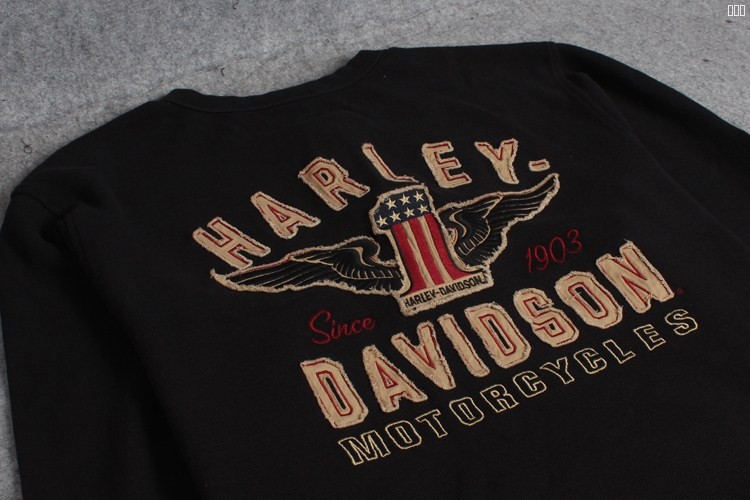 HARLEY-
HARLEY-DAVIDSON
Since 1903
DAVIDSON
MOTORCYCLES